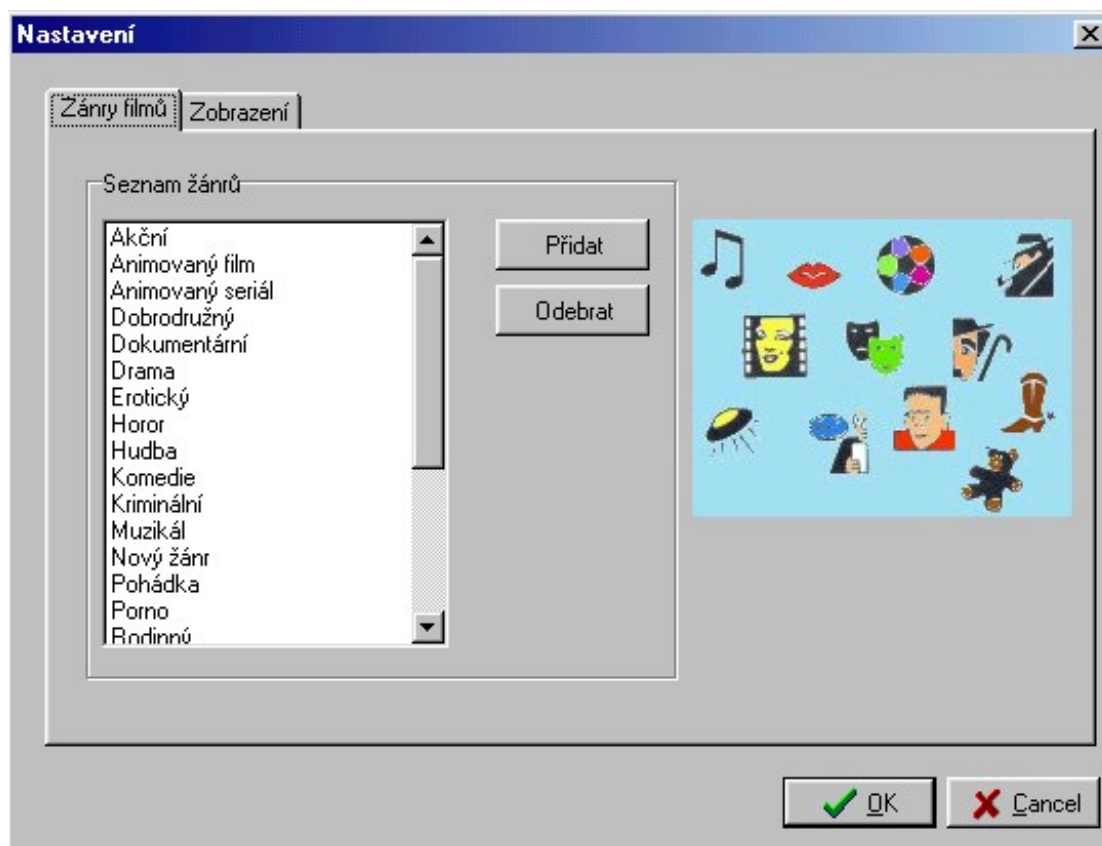 Nastavení
Žánry filmů
Zobrazení
Seznam žánrů
Akční
Animovaný film
Animovaný seriál
Dobrodružný
Dokumentární
Drama
Erotický
Horor
Hudba
Komedie
Kriminální
Muzikál
Nový žánr
Pohádka
Porno
Rodinný
Přidat
Odebrat
OK
Cancel